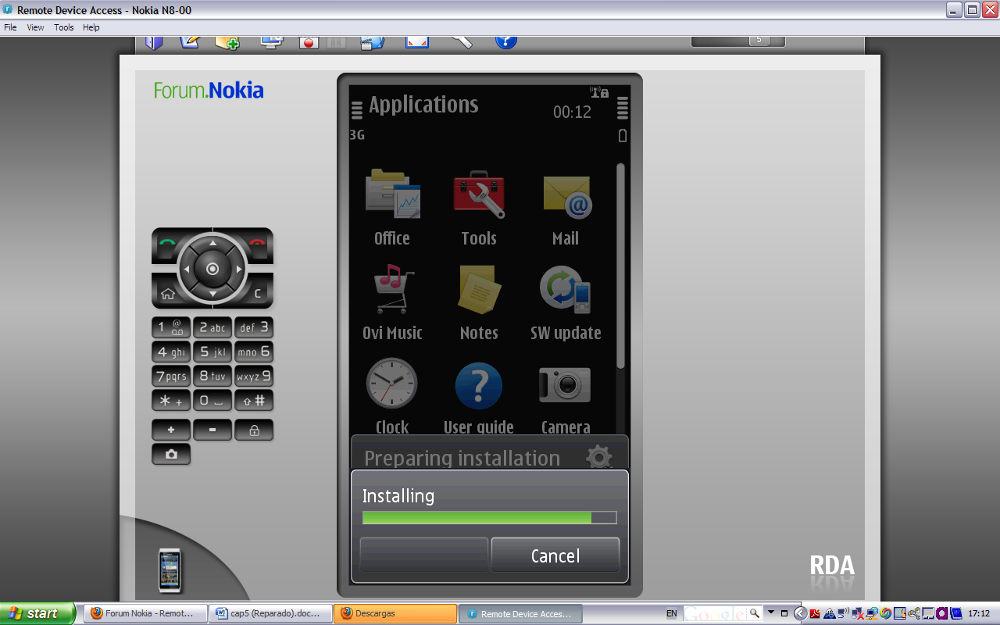 Remote Device Access - Nokia N8-00
File View Tools Help
5
Forum.Nokia
Applications
00:12
3G
Office Tools Mail
Ovi Music Notes SW update
Clock User guide Camera
Preparing installation
Installing
Cancel
C
1 @ 2 abc def 3
4 ghi 5 jkl mno 6
7pqrs 8 tuv wxyz 9
* + 0 #
+ -
RDA
start Forum Nokia - Remot... cap5 (Reparado).doc... Descargas Remote Device Acces... EN Google 17:12